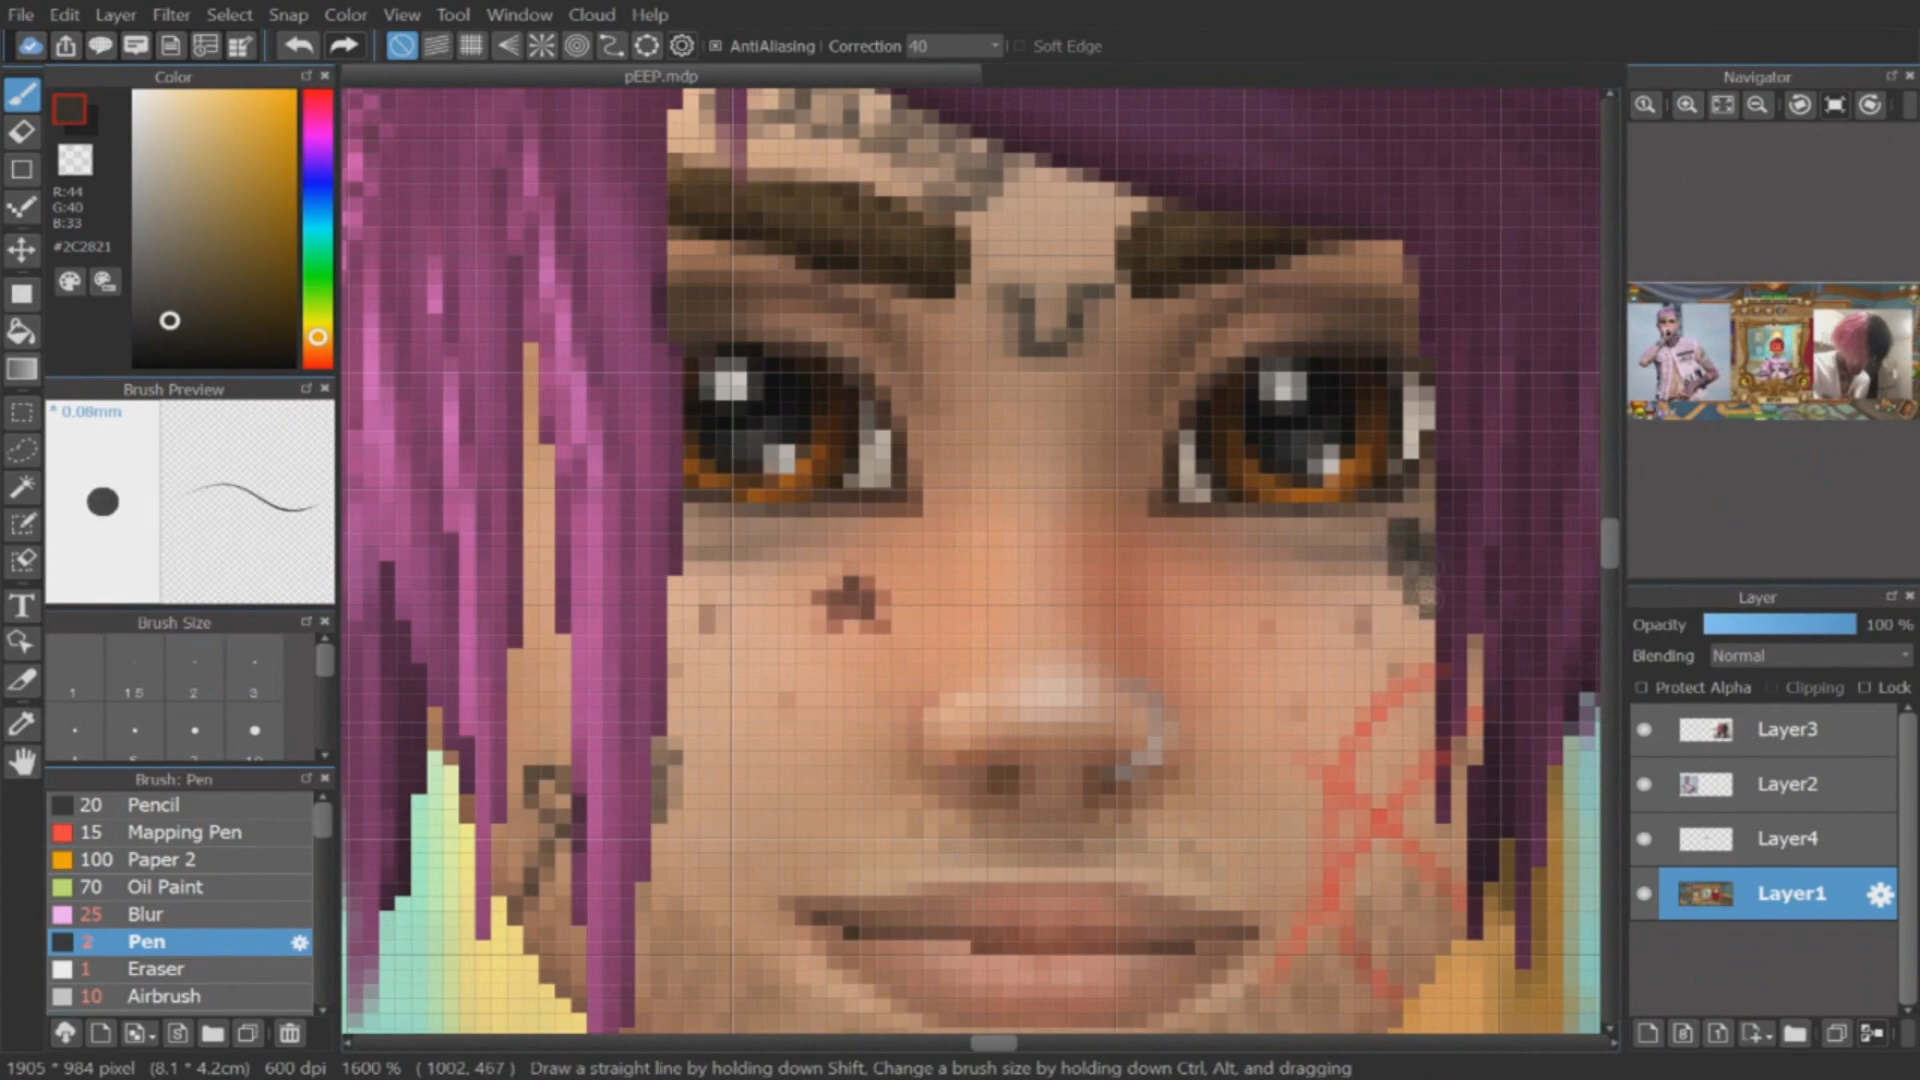 File Edit Layer Filter Select Snap Color View Tool Window Cloud Help
AntiAliasing Correction 40 Soft Edge
Color
pEEP.mdp
Navigator
R:44
G:40
B:33
#2C2821
Brush Preview
* 0.08mm
Brush Size
1 1.5 2 3
Brush: Pen
20 Pencil
15 Mapping Pen
100 Paper 2
70 Oil Paint
25 Blur
2 Pen
1 Eraser
10 Airbrush
Layer
Opacity 100 %
Blending Normal
Protect Alpha Clipping Lock
Layer3
Layer2
Layer4
Layer1
1905 * 984 pixel (8.1 * 4.2cm) 600 dpi 1600 % ( 1002, 467 ) Draw a straight line by holding down Shift, Change a brush size by holding down Ctrl, Alt, and dragging